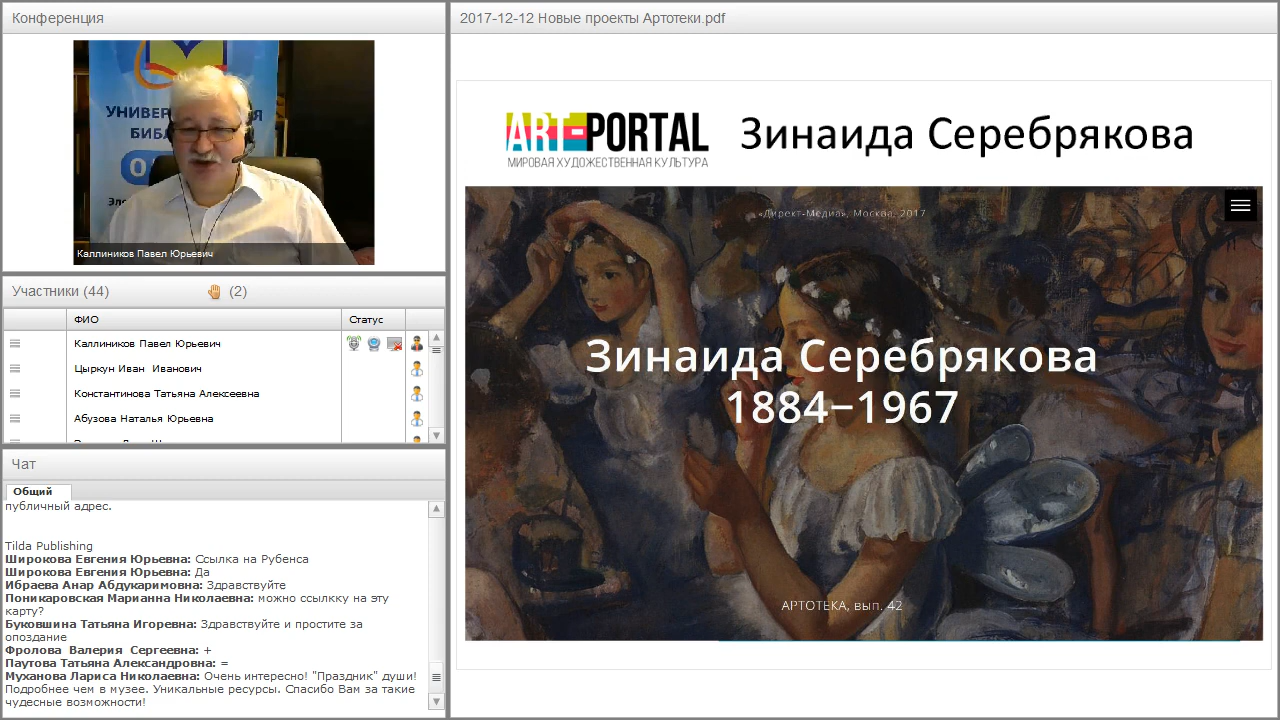 Конференция
УНИВЕР
АЯ
БИБЛ
Каллиников Павел Юрьевич
Участники (44)
(2)
ФИО
Статус
Каллиников Павел Юрьевич
Цыркун Иван Иванович
Константинова Татьяна Алексеевна
Абузова Наталья Юрьевна
Чат
Общий
публичный адрес.
Tilda Publishing
Широкова Евгения Юрьевна: Ссылка на Рубенса
Широкова Евгения Юрьевна: Да
Ибраева Анар Абдукаримовна: Здравствуйте
Поникаровская Марианна Николаевна: можно ссылкку на эту
карту?
Буковшина Татьяна Игоревна: Здравствуйте и простите за
опоздание
Фролова Валерия Сергеевна: +
Паутова Татьяна Александровна: =
Муханова Лариса Николаевна: Очень интересно! "Праздник" души!
Подробнее чем в музее. Уникальные ресурсы. Спасибо Вам за такие
чудесные возможности!
2017-12-12 Новые проекты Артотеки.pdf
ART-PORTAL
МИРОВАЯ ХУДОЖЕСТВЕННАЯ КУЛЬТУРА
Зинаида Серебрякова
«Директ-Медиа», Москва, 2017
Зинаида Серебрякова
1884–1967
АРТОТЕКА, вып. 42